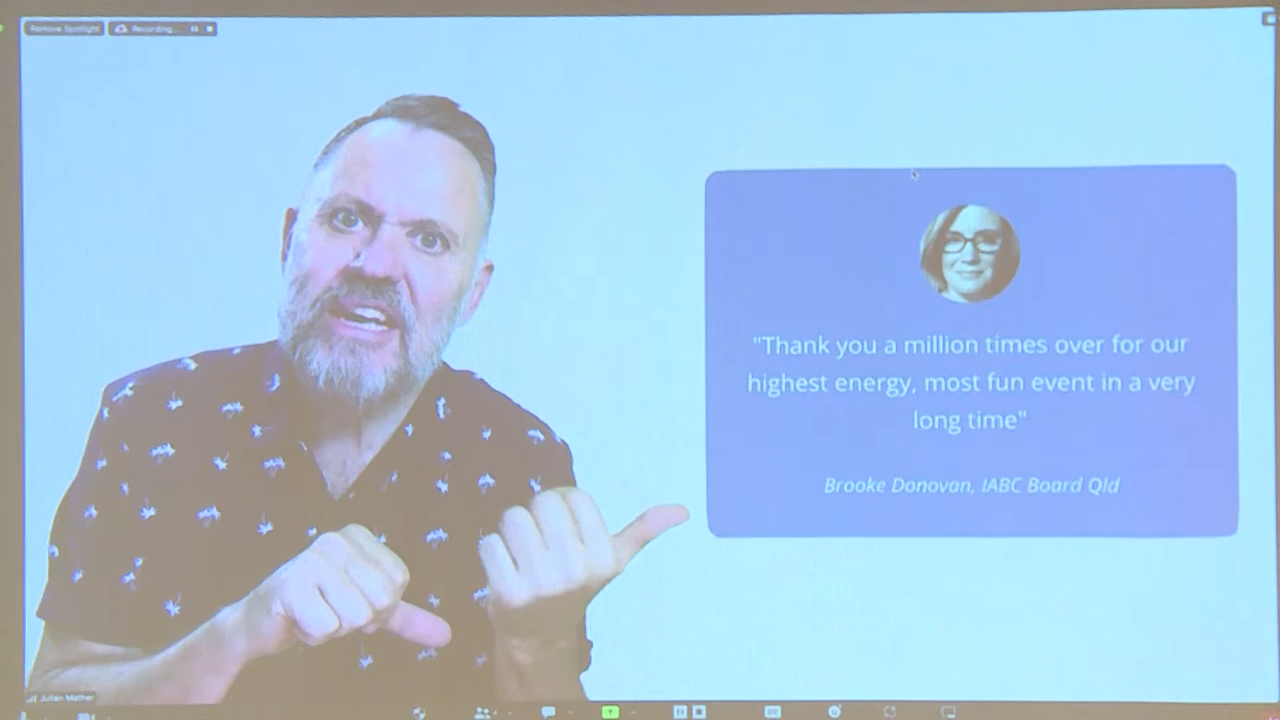 Remove Spotlight
Recording...
"Thank you a million times over for our
highest energy, most fun event in a very
long time"
Brooke Donovan, IABC Board Qld
Julian Mather
CC